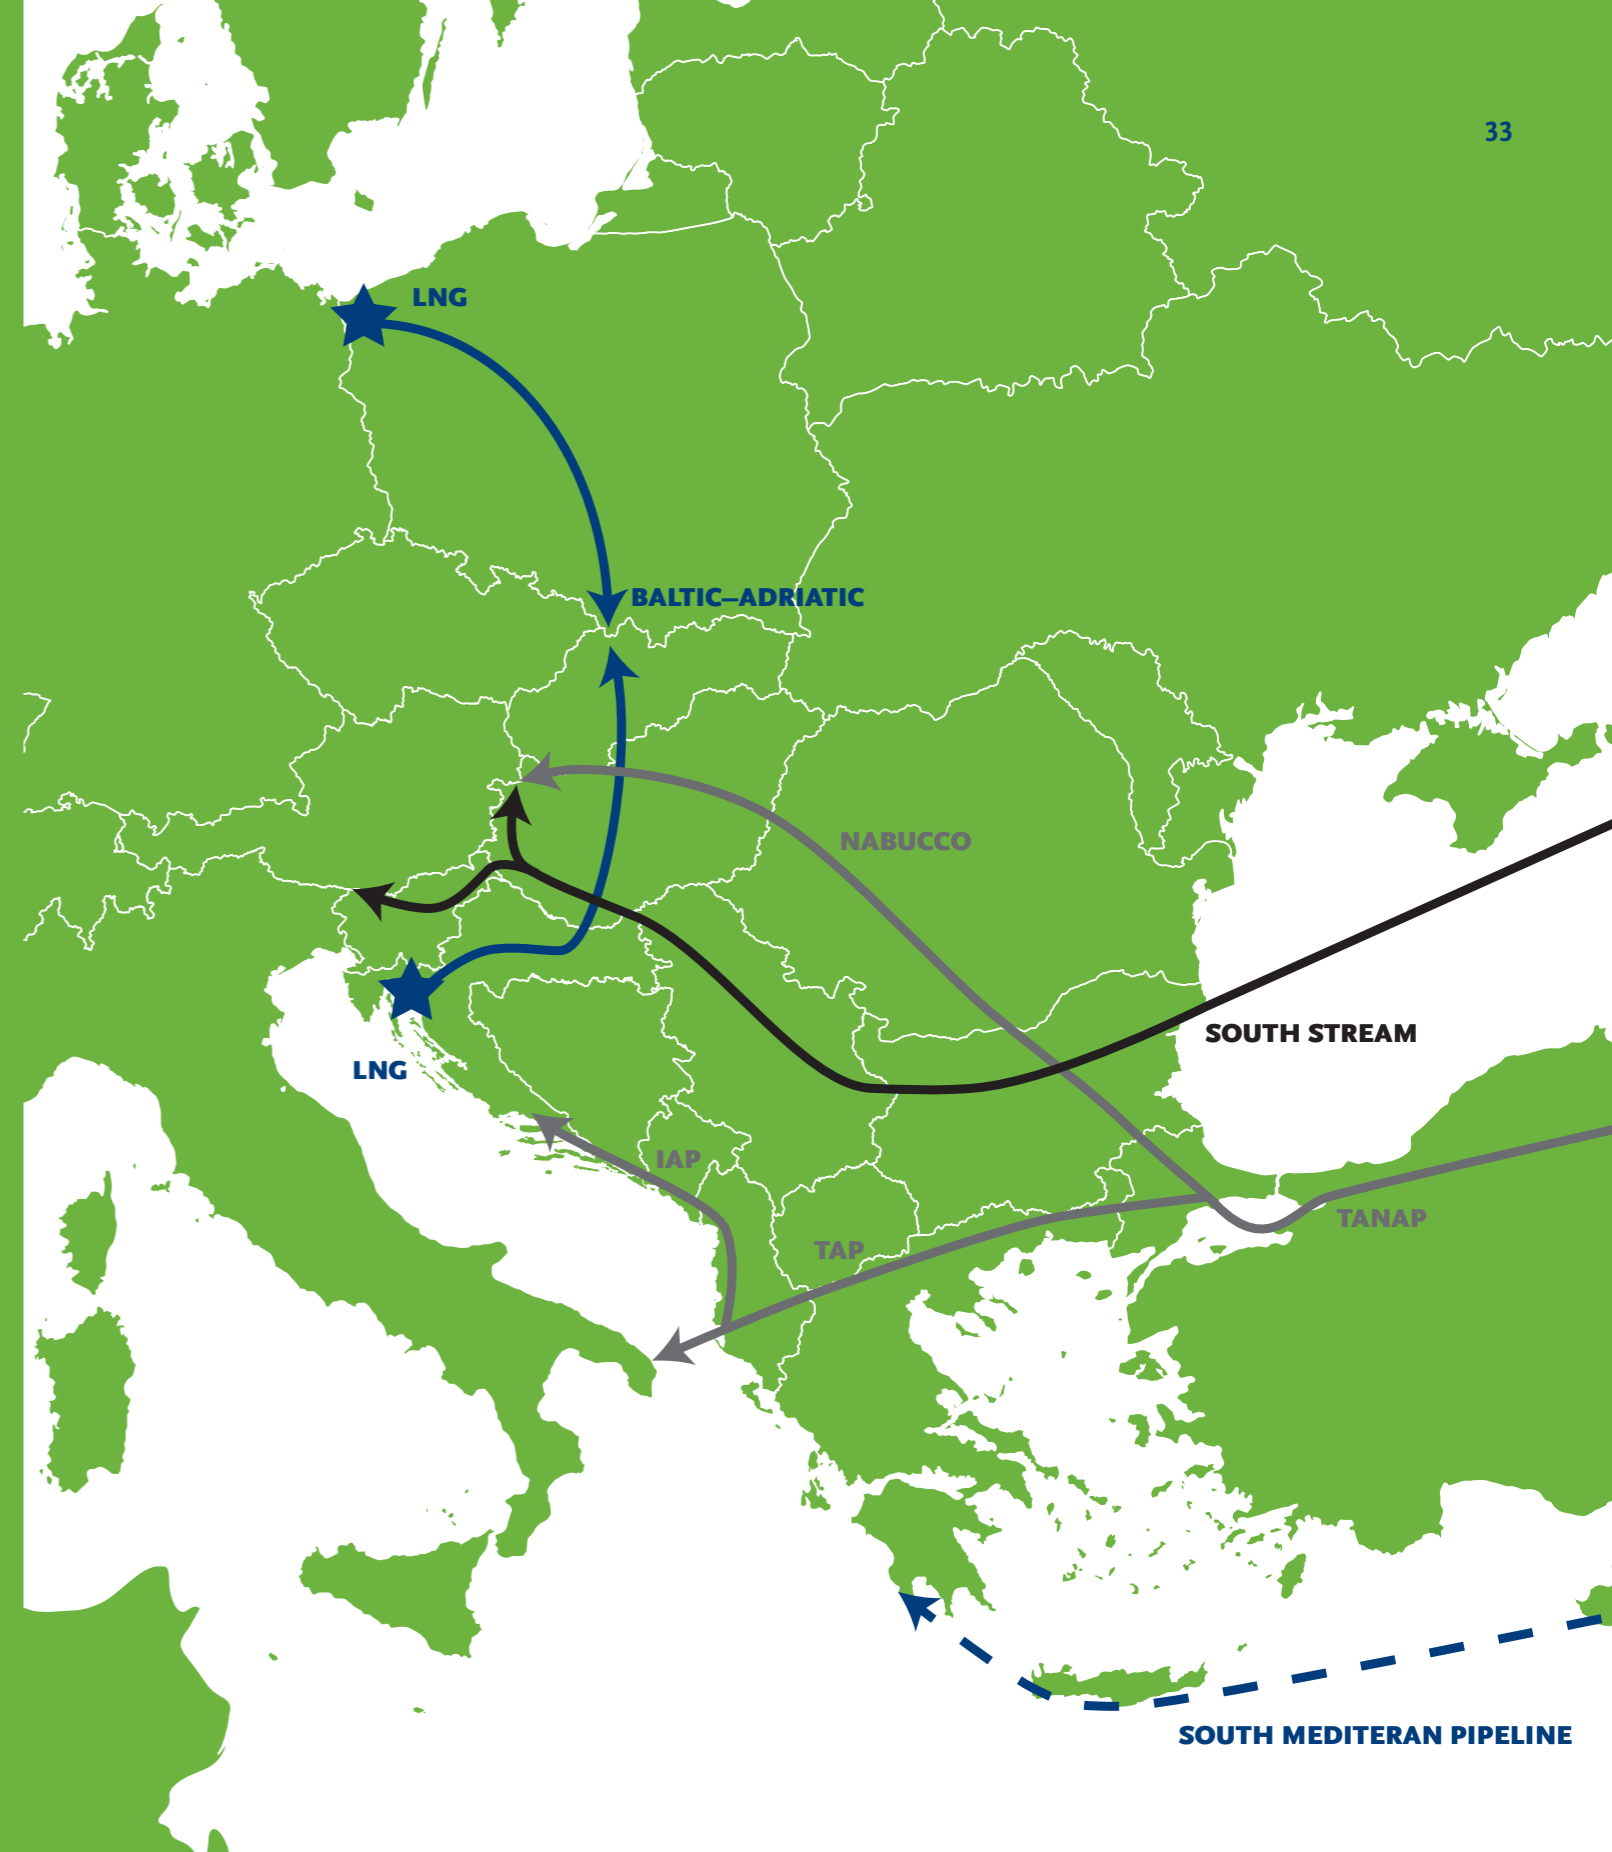 33
LNG
BALTIC–ADRIATIC
NABUCCO
SOUTH STREAM
LNG
IAP
TANAP
TAP
SOUTH MEDITERAN PIPELINE